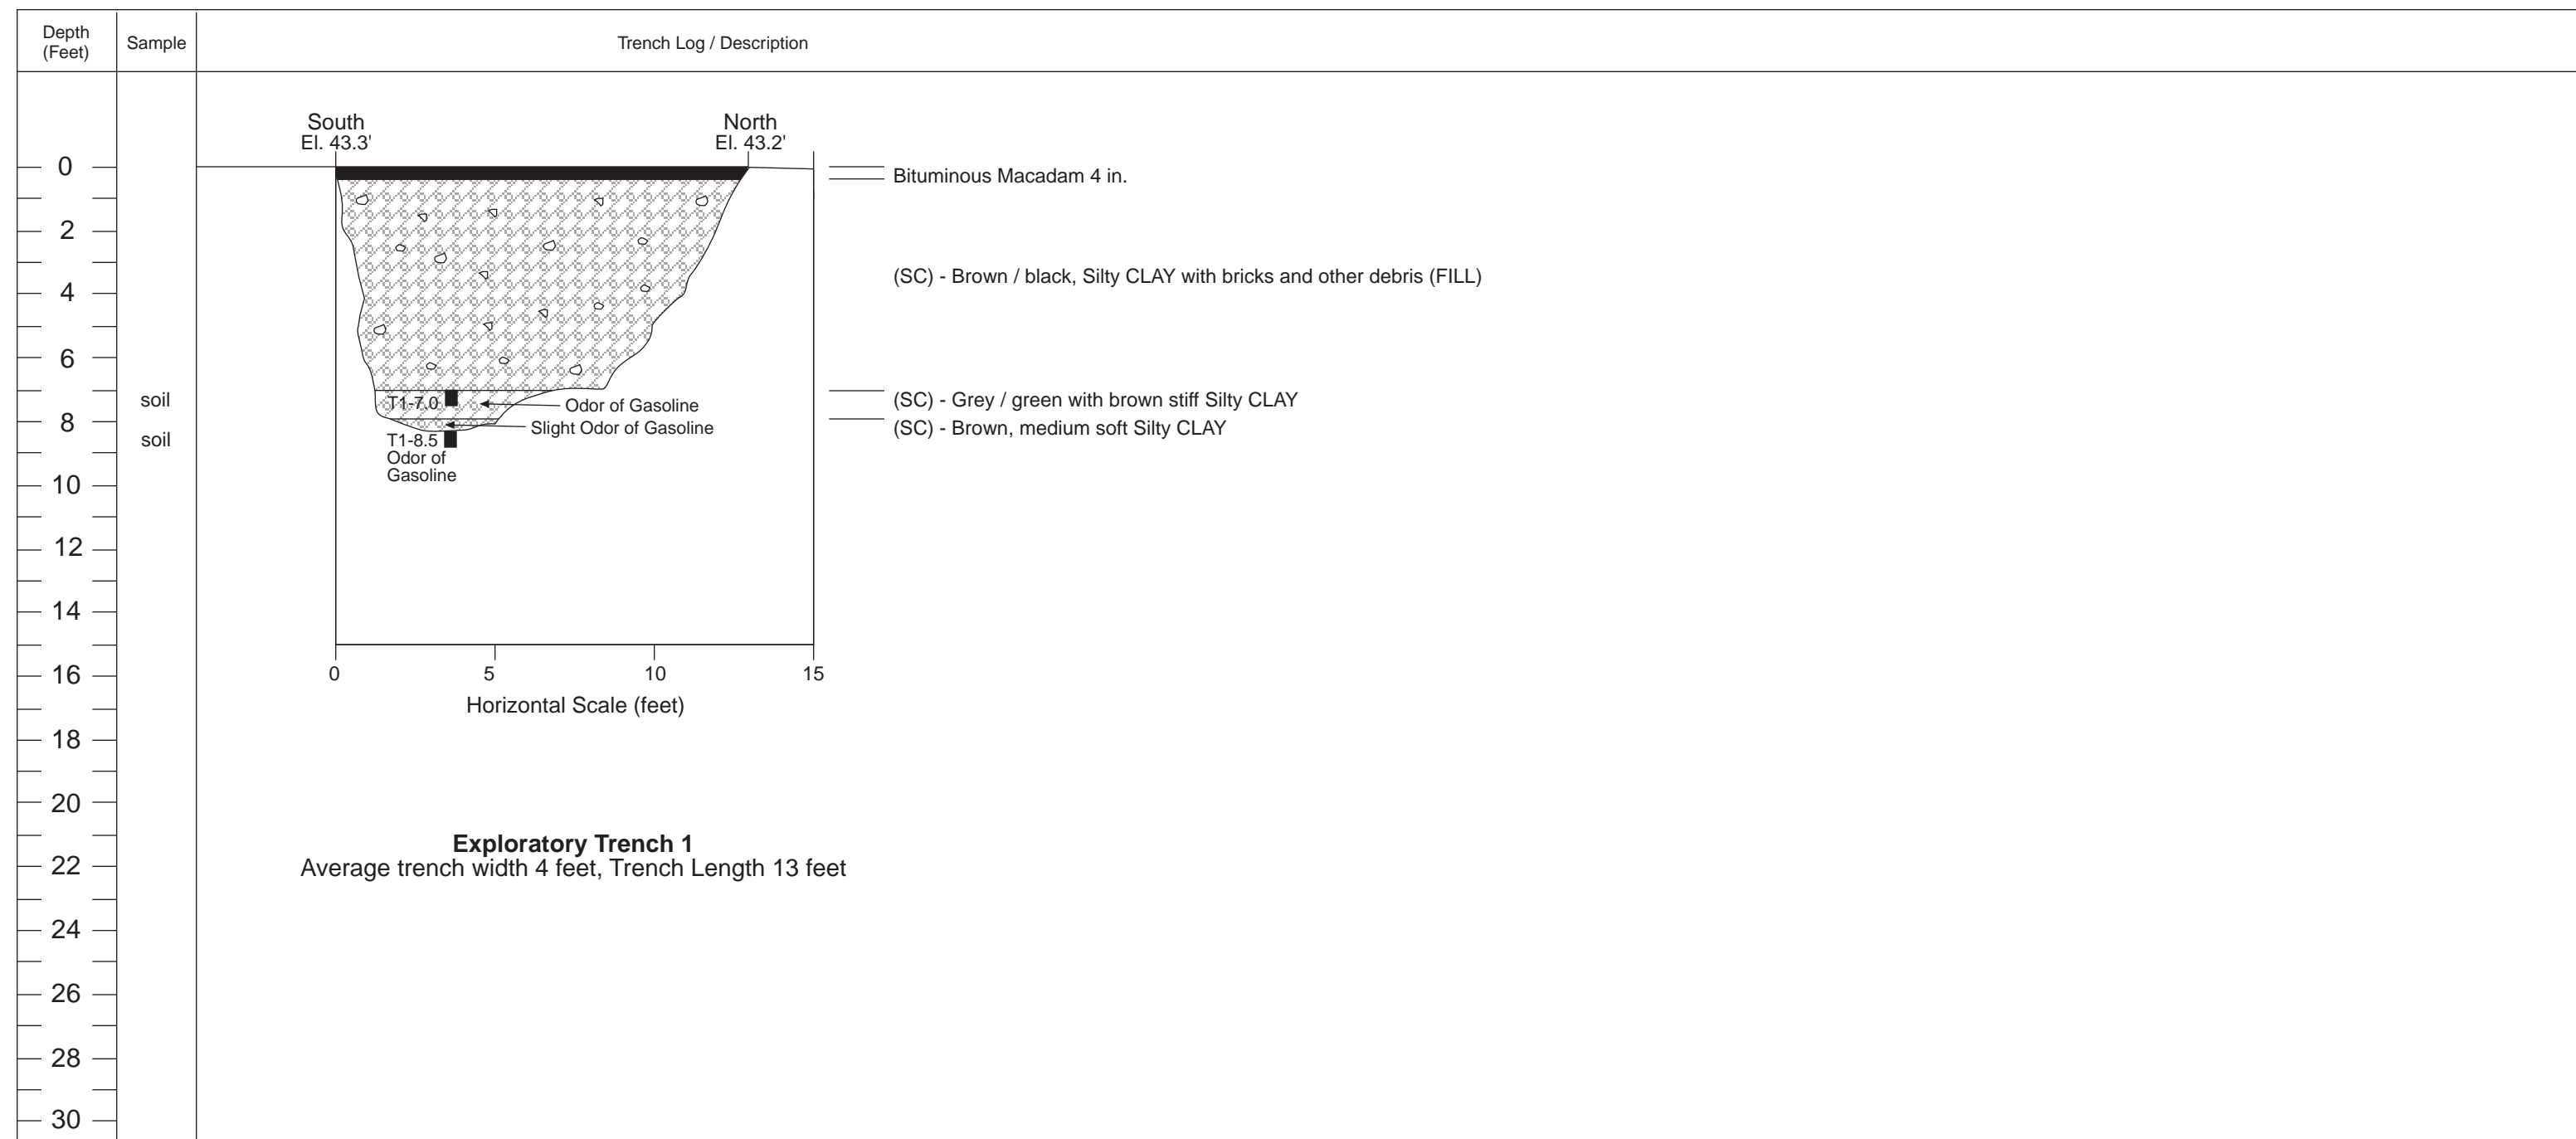 Depth
(Feet)
Sample
Trench Log / Description
South
El. 43.3'
North
El. 43.2'
0
Bituminous Macadam 4 in.
2
(SC) - Brown / black, Silty CLAY with bricks and other debris (FILL)
4
6
soil
T1-7.0
Odor of Gasoline
(SC) - Grey / green with brown stiff Silty CLAY
8
Slight Odor of Gasoline
(SC) - Brown, medium soft Silty CLAY
soil
T1-8.5
Odor of
Gasoline
10
12
14
16
0
5
10
15
Horizontal Scale (feet)
18
20
Exploratory Trench 1
Average trench width 4 feet, Trench Length 13 feet
22
24
26
28
30